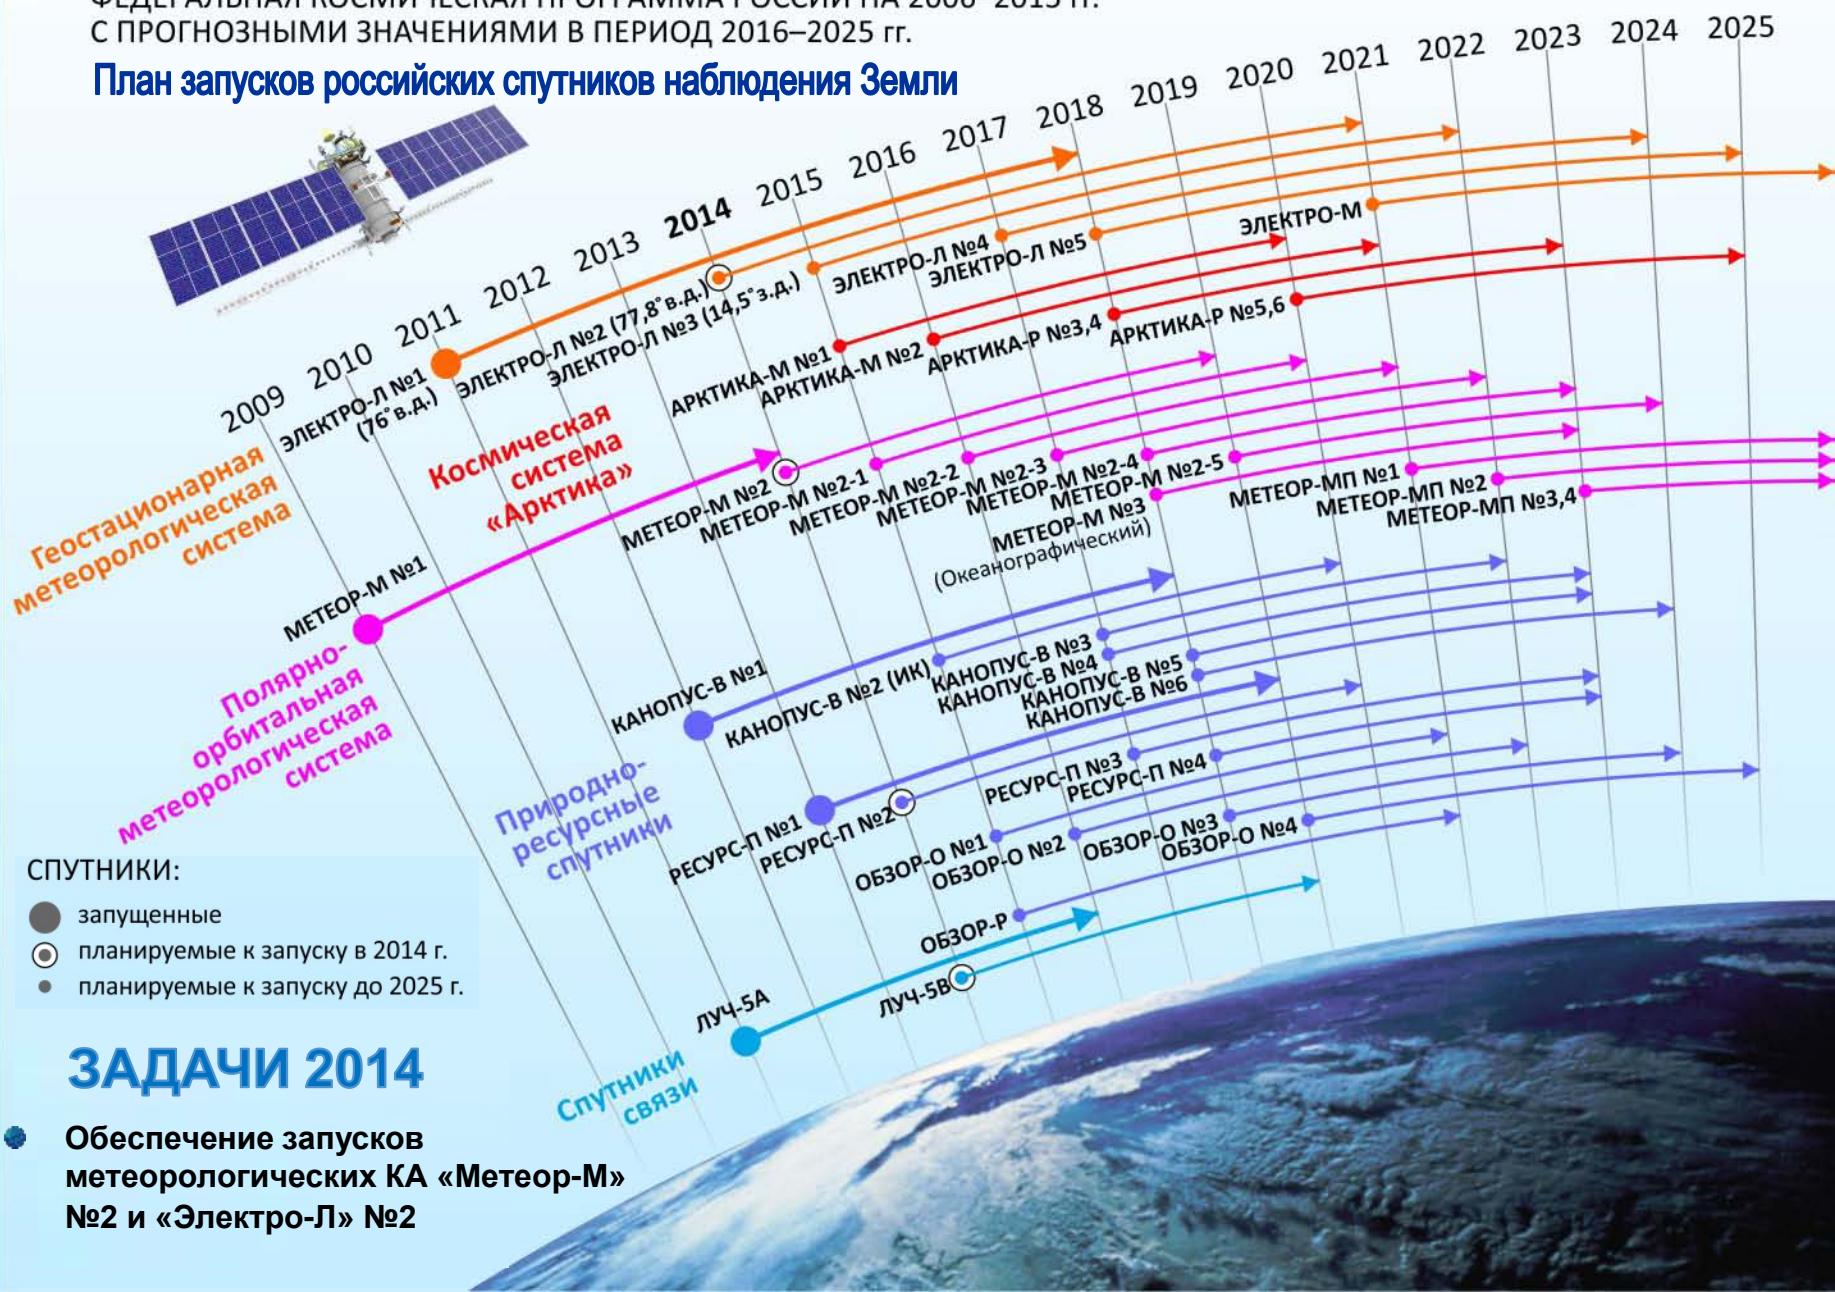 ФЕДЕРАЛЬНАЯ КОСМИЧЕСКАЯ ПРОГРАММА РОССИИ НА 2006–2015 гг.
С ПРОГНОЗНЫМИ ЗНАЧЕНИЯМИ В ПЕРИОД 2016–2025 гг.
План запусков российских спутников наблюдения Земли
2009
2010
2011
2012
2013
2014
2015
2016
2017
2018
2019
2020
2021
2022
2023
2024
2025
Геостационарная
метеорологическая
система
ЭЛЕКТРО-Л №1
(76°в.д.)
ЭЛЕКТРО-Л №2 (77,8°в.д.)
ЭЛЕКТРО-Л №3 (14,5°з.д.)
ЭЛЕКТРО-Л №4
ЭЛЕКТРО-Л №5
ЭЛЕКТРО-М
Космическая
система
«Арктика»
АРКТИКА-М №1
АРКТИКА-М №2
АРКТИКА-Р №3,4
АРКТИКА-Р №5,6
Полярно-
орбитальная
метеорологическая
система
МЕТЕОР-М №1
МЕТЕОР-М №2
МЕТЕОР-М №2-1
МЕТЕОР-М №2-2
МЕТЕОР-М №2-3
МЕТЕОР-М №2-4
МЕТЕОР-М №2-5
МЕТЕОР-М №3
(Океанографический)
МЕТЕОР-МП №1
МЕТЕОР-МП №2
МЕТЕОР-МП №3,4
Природно-
ресурсные
спутники
КАНОПУС-В №1
КАНОПУС-В №2 (ИК)
КАНОПУС-В №3
КАНОПУС-В №4
КАНОПУС-В №5
КАНОПУС-В №6
РЕСУРС-П №1
РЕСУРС-П №2
РЕСУРС-П №3
РЕСУРС-П №4
ОБЗОР-О №1
ОБЗОР-О №2
ОБЗОР-О №3
ОБЗОР-О №4
ОБЗОР-Р
Спутники
связи
ЛУЧ-5А
ЛУЧ-5В
СПУТНИКИ:
запущенные
планируемые к запуску в 2014 г.
планируемые к запуску до 2025 г.
ЗАДАЧИ 2014
Обеспечение запусков
метеорологических КА «Метеор-М»
№2 и «Электро-Л» №2